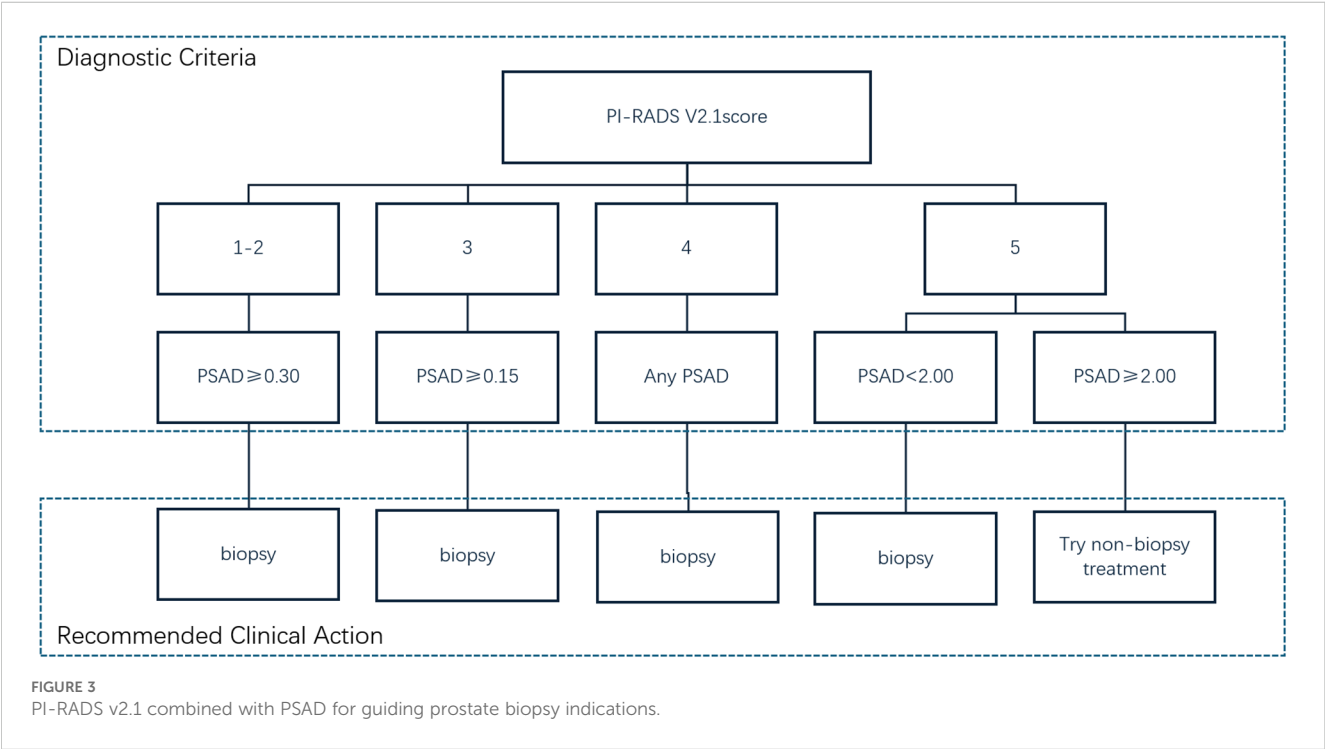 Diagnostic Criteria
PI-RADS V2.1score
1-2
3
4
5
PSAD⩾0.30
PSAD⩾0.15
Any PSAD
PSAD<2.00
PSAD⩾2.00
biopsy
biopsy
biopsy
biopsy
Try non-biopsy
treatment
Recommended Clinical Action
FIGURE 3
PI-RADS v2.1 combined with PSAD for guiding prostate biopsy indications.